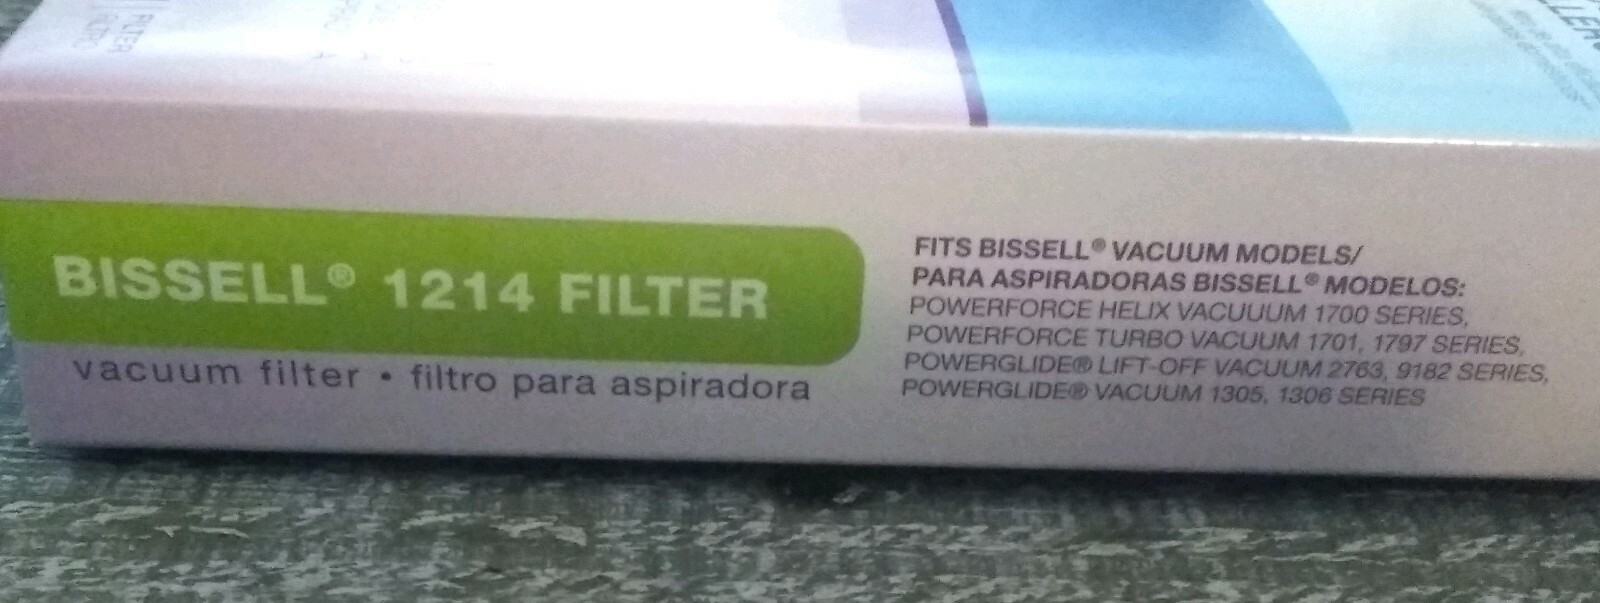 FILTER
FILTRO
BISSELL® 1214 FILTER
vacuum filter • filtro para aspiradora
FITS BISSELL® VACUUM MODELS/
PARA ASPIRADORAS BISSELL® MODELOS:
POWERFORCE HELIX VACUUUM 1700 SERIES,
POWERFORCE TURBO VACUUM 1701, 1797 SERIES,
POWERGLIDE® LIFT-OFF VACUUM 2763, 9182 SERIES,
POWERGLIDE® VACUUM 1305, 1306 SERIES